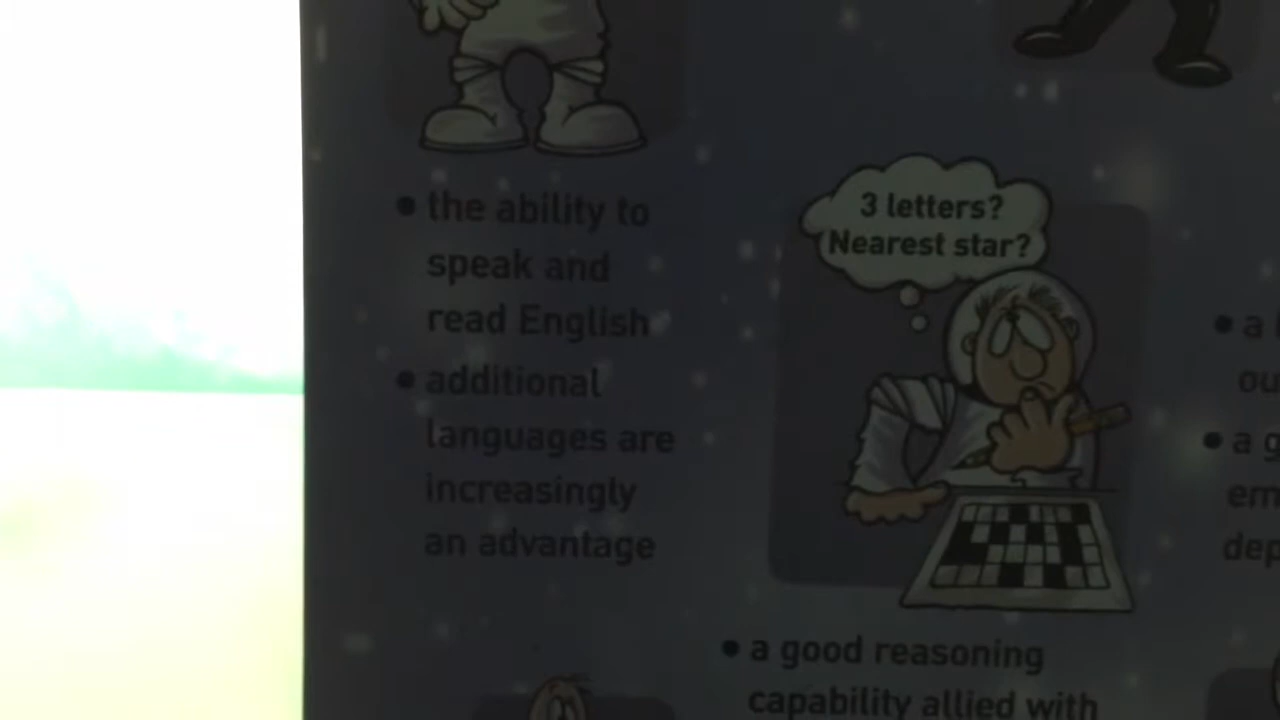 the ability to
speak and
read English
additional
languages are
increasingly
an advantage
3 letters?
Nearest star?
a good reasoning
capability allied with
a
a